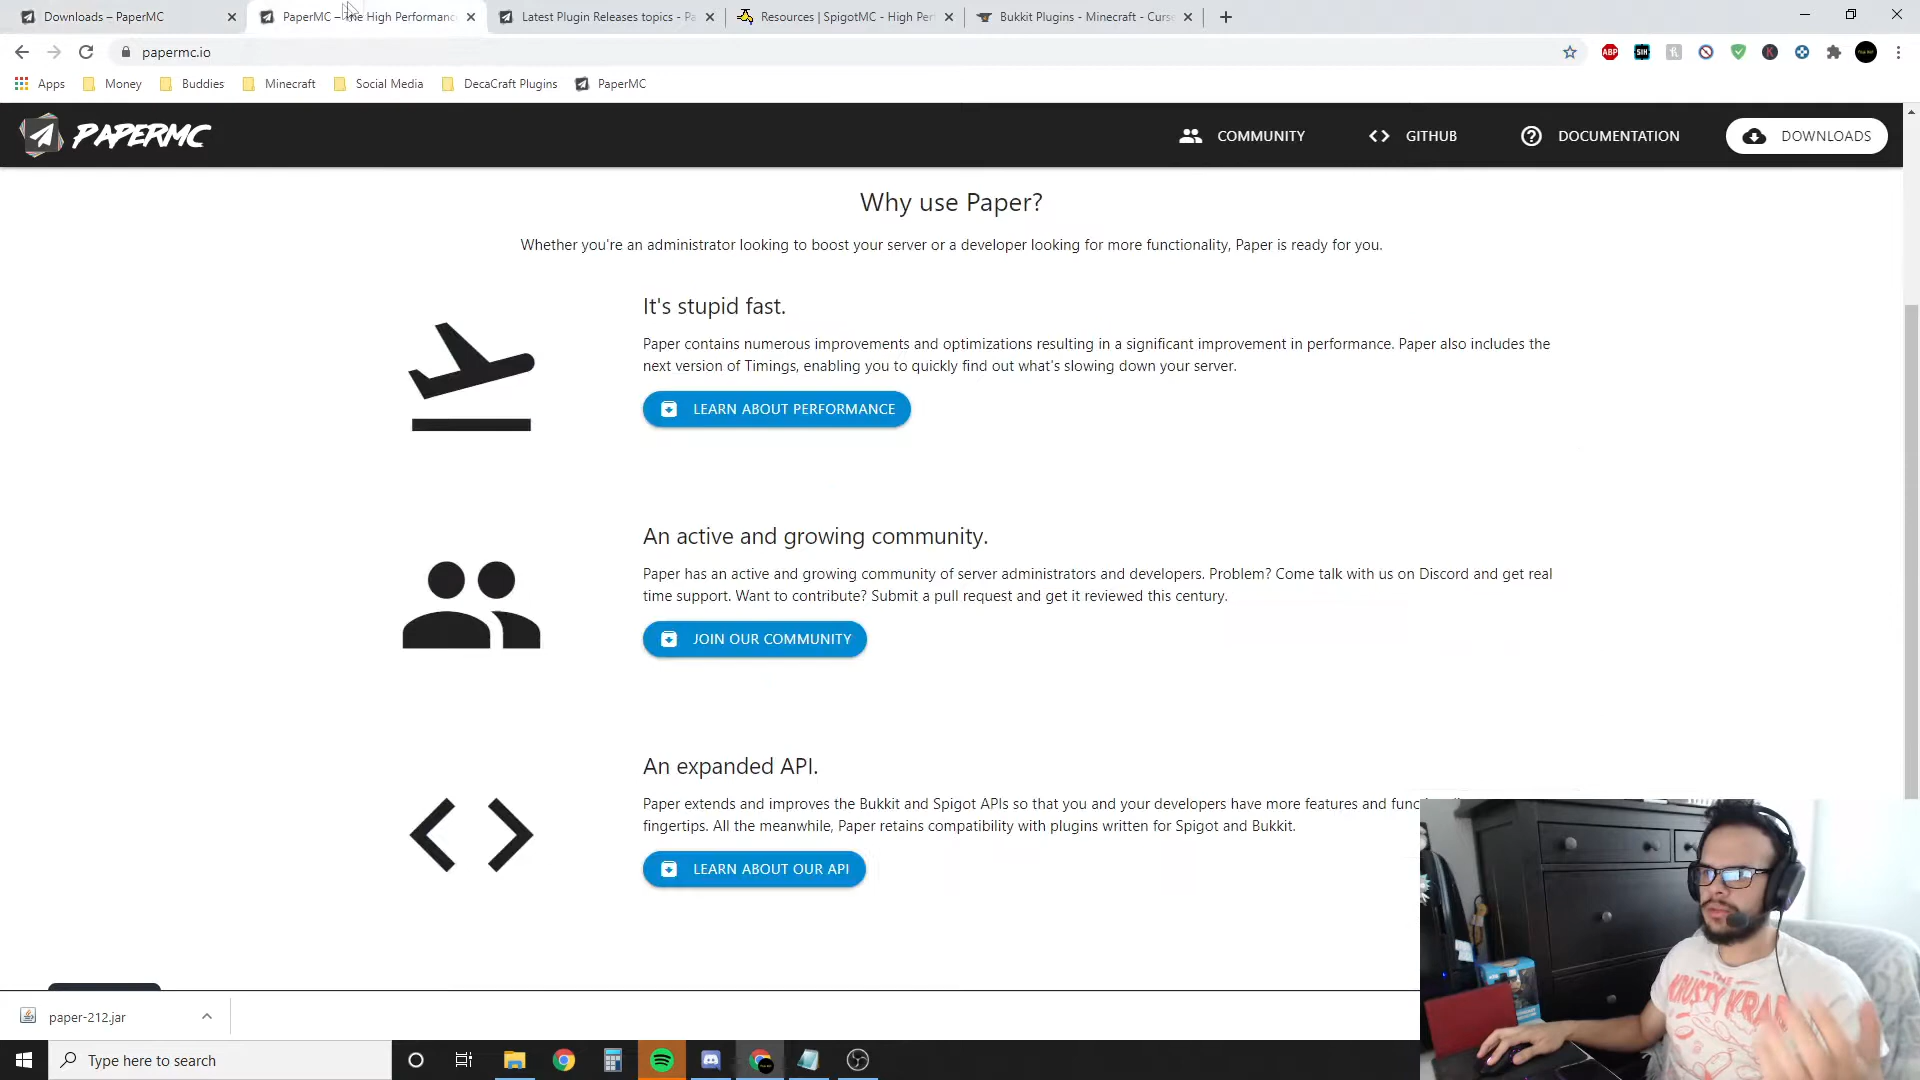 Downloads – PaperMC
PaperMC – The High Performanc
Latest Plugin Releases topics - Pa
Resources | SpigotMC - High Per
Bukkit Plugins - Minecraft - Curse
papermc.io
ABP
Apps
Money
Buddies
Minecraft
Social Media
DecaCraft Plugins
PaperMC
PAPERMC
COMMUNITY
GITHUB
DOCUMENTATION
DOWNLOADS
Why use Paper?
Whether you're an administrator looking to boost your server or a developer looking for more functionality, Paper is ready for you.
It's stupid fast.
Paper contains numerous improvements and optimizations resulting in a significant improvement in performance. Paper also includes the
next version of Timings, enabling you to quickly find out what's slowing down your server.
LEARN ABOUT PERFORMANCE
An active and growing community.
Paper has an active and growing community of server administrators and developers. Problem? Come talk with us on Discord and get real
time support. Want to contribute? Submit a pull request and get it reviewed this century.
JOIN OUR COMMUNITY
An expanded API.
Paper extends and improves the Bukkit and Spigot APIs so that you and your developers have more features and
fingertips. All the meanwhile, Paper retains compatibility with plugins written for Spigot and Bukkit.
LEARN ABOUT OUR API
THE
KRUSTY KRAB
paper-212.jar
Type here to search